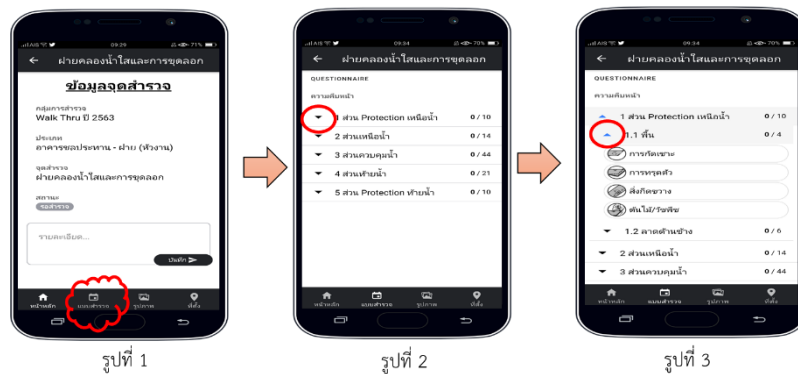 AIS 09:29 71%
ฝายคลองน้ำใสและการขุดลอก
ข้อมูลจุดสำรวจ
กลุ่มการสำรวจ
Walk Thru ปี 2563
ประเภท
อาคารชลประทาน - ฝาย (หัวงาน)
จุดสำรวจ
ฝายคลองน้ำใสและการขุดลอก
สถานะ
รอสำรวจ
รายละเอียด...
บันทึก
หน้าหลัก แบบสำรวจ รูปภาพ ที่ตั้ง
รูปที่ 1
AIS 09:34 70%
ฝายคลองน้ำใสและการขุดลอก
QUESTIONNAIRE
ความคืบหน้า
1 ส่วน Protection เหนือน้ำ 0 / 10
2 ส่วนเหนือน้ำ 0 / 14
3 ส่วนควบคุมน้ำ 0 / 44
4 ส่วนท้ายน้ำ 0 / 21
5 ส่วน Protection ท้ายน้ำ 0 / 10
หน้าหลัก แบบสำรวจ รูปภาพ ที่ตั้ง
รูปที่ 2
AIS 09:34 70%
ฝายคลองน้ำใสและการขุดลอก
QUESTIONNAIRE
ความคืบหน้า
1 ส่วน Protection เหนือน้ำ 0 / 10
1.1 พื้น 0 / 4
การกัดเซาะ
การทรุดตัว
สิ่งกีดขวาง
ต้นไม้/วัชพืช
1.2 ลาดด้านข้าง 0 / 6
2 ส่วนเหนือน้ำ 0 / 14
3 ส่วนควบคุมน้ำ 0 / 44
หน้าหลัก แบบสำรวจ รูปภาพ ที่ตั้ง
รูปที่ 3